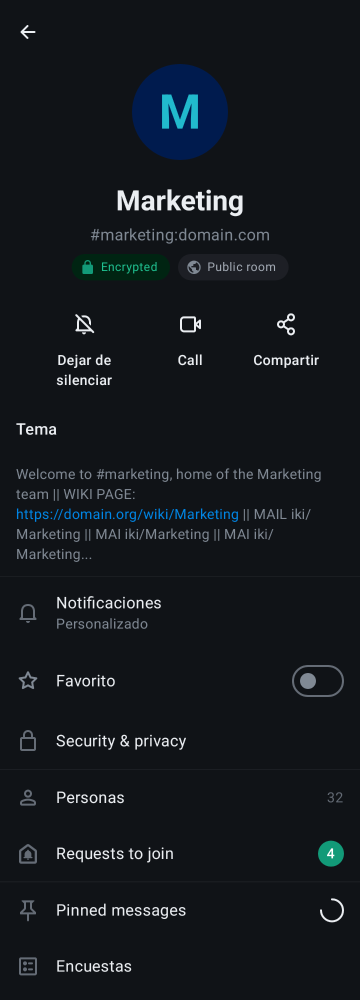 M
Marketing
#marketing:domain.com
Encrypted
Public room
Dejar de
silenciar
Call
Compartir
Tema
Welcome to #marketing, home of the Marketing
team || WIKI PAGE:
https://domain.org/wiki/Marketing || MAIL iki/
Marketing || MAI iki/Marketing || MAI iki/
Marketing...
Notificaciones
Personalizado
Favorito
Security & privacy
Personas
32
Requests to join
4
Pinned messages
Encuestas